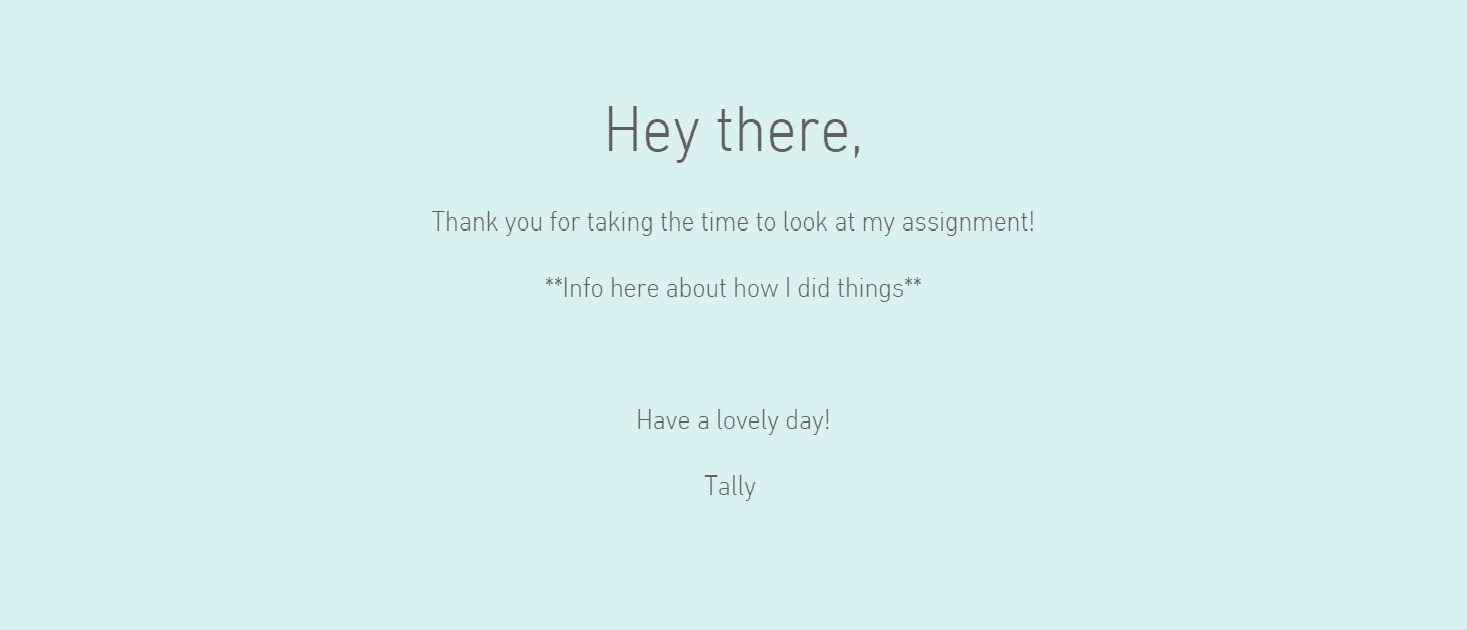 Hey there,
Thank you for taking the time to look at my assignment!
**Info here about how I did things**
Have a lovely day!
Tally